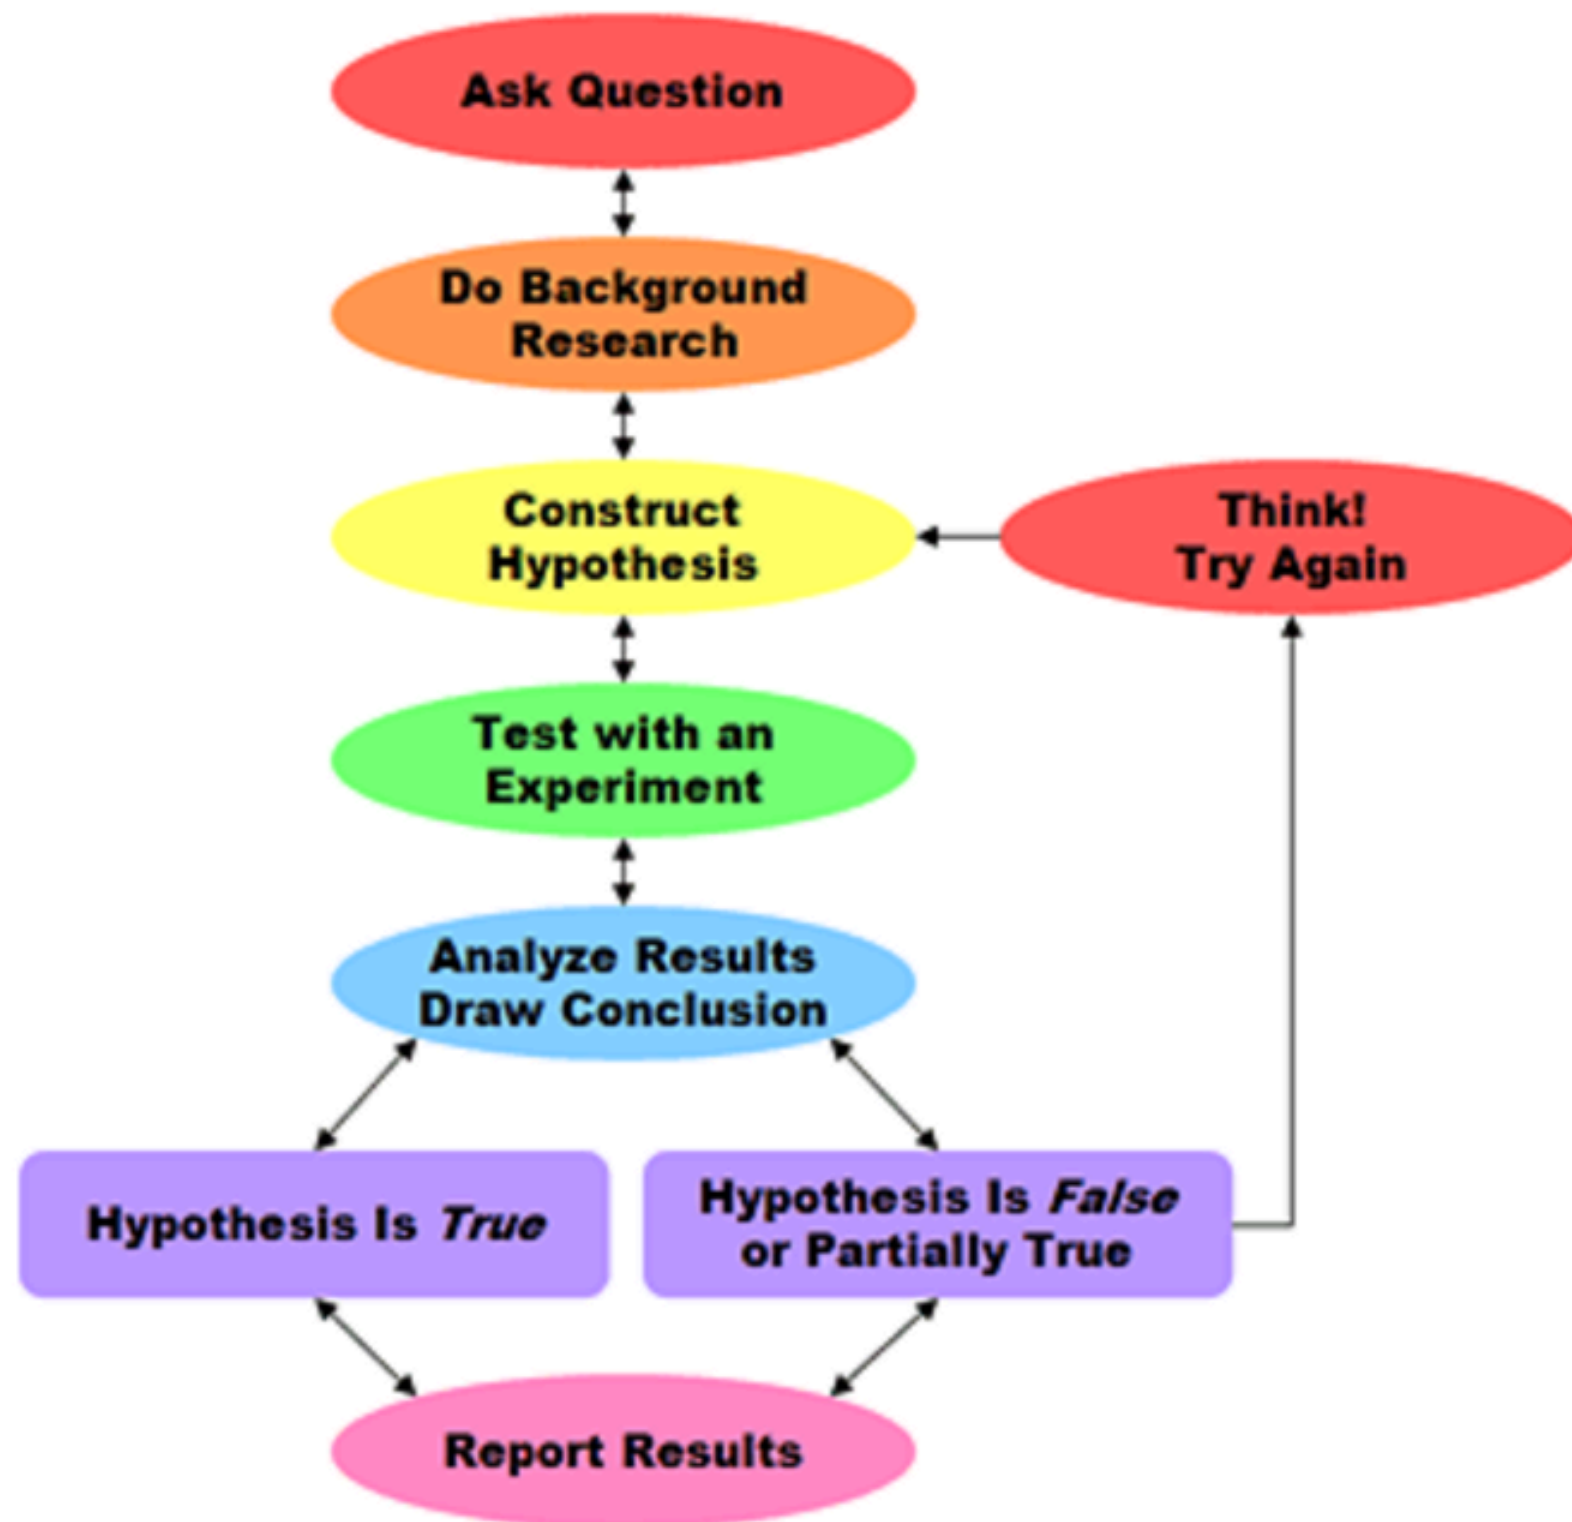 Ask Question
Do Background
Research
Construct
Hypothesis
Think!
Try Again
Test with an
Experiment
Analyze Results
Draw Conclusion
Hypothesis Is True
Hypothesis Is False
or Partially True
Report Results